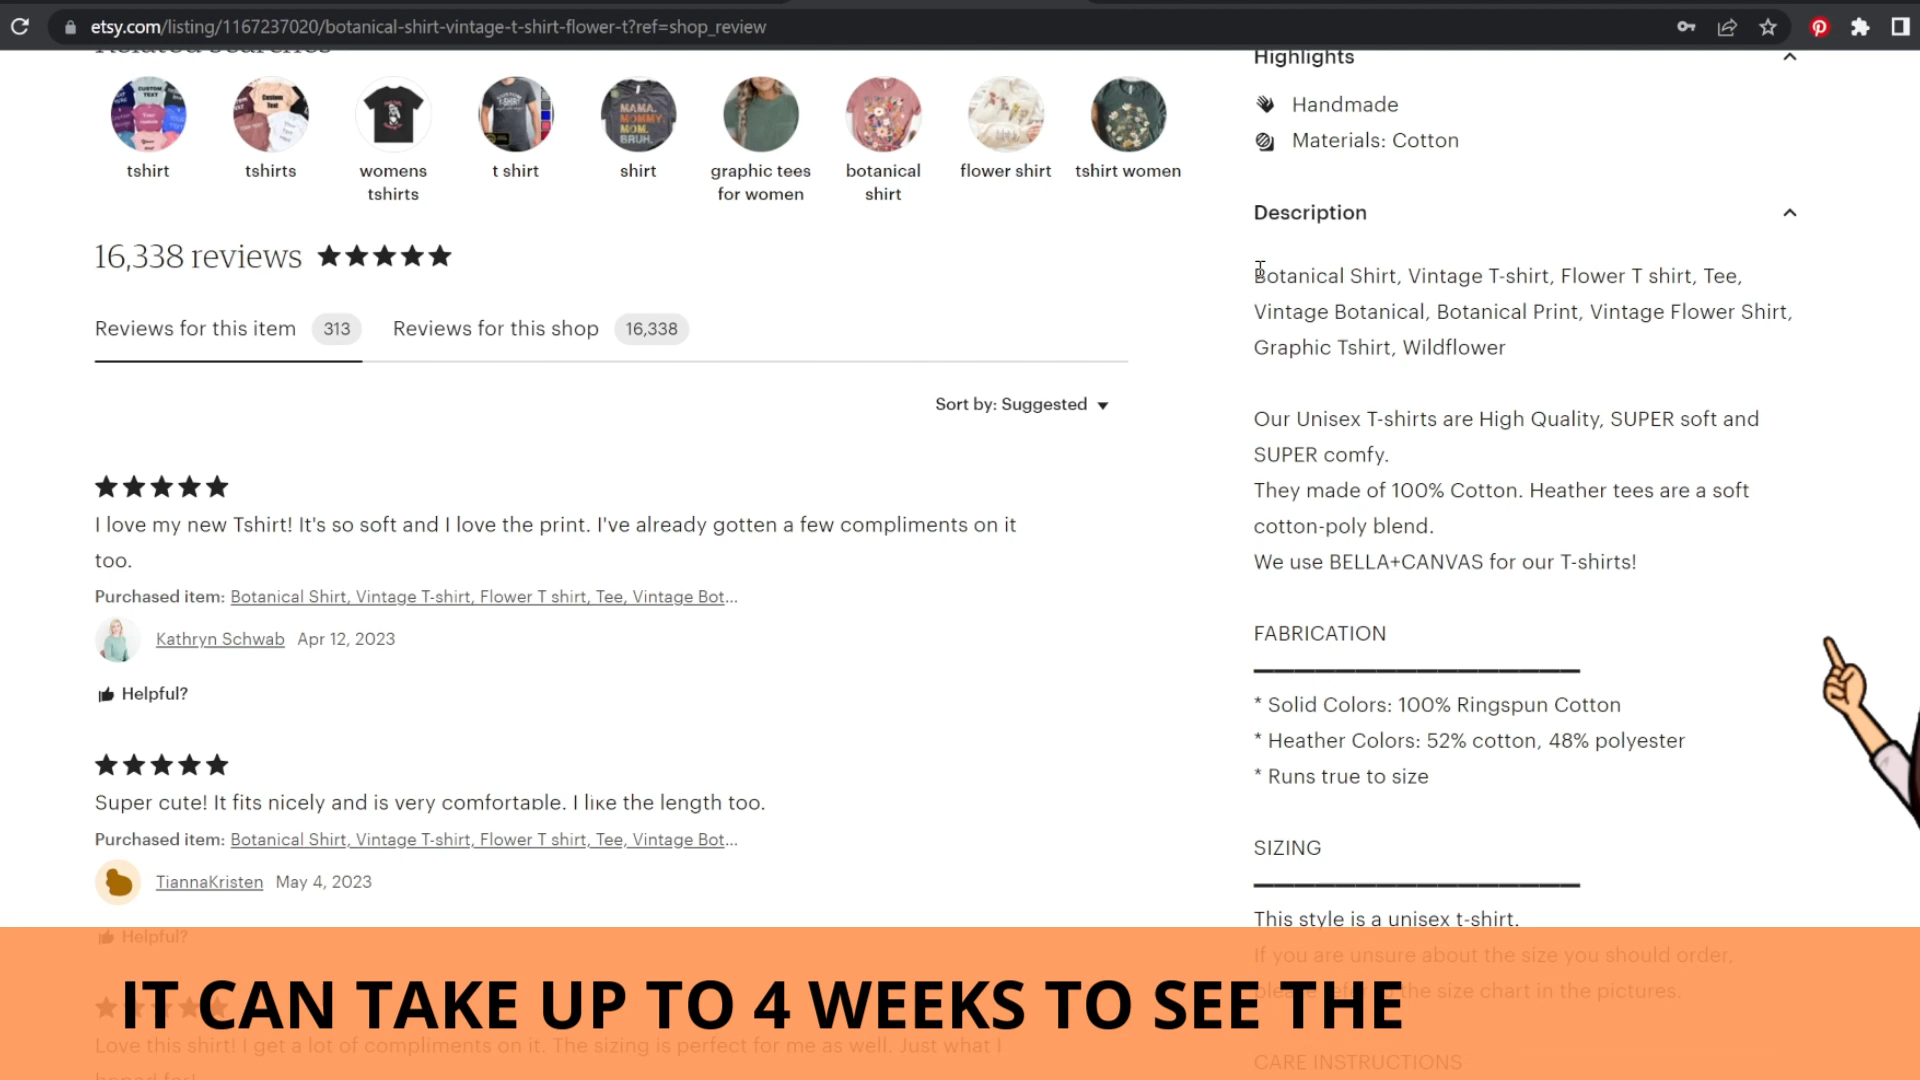 etsy.com/listing/1167237020/botanical-shirt-vintage-t-shirt-flower-t?ref=shop_review
Related searches
tshirt
tshirts
womens
tshirts
t shirt
shirt
graphic tees
for women
botanical
shirt
flower shirt
tshirt women
16,338 reviews
Reviews for this item 313 Reviews for this shop 16,338
Sort by: Suggested
I love my new Tshirt! It's so soft and I love the print. I've already gotten a few compliments on it
too.
Purchased item: Botanical Shirt, Vintage T-shirt, Flower T shirt, Tee, Vintage Bot...
Kathryn Schwab Apr 12, 2023
Helpful?
Super cute! It fits nicely and is very comfortable. I like the length too.
Purchased item: Botanical Shirt, Vintage T-shirt, Flower T shirt, Tee, Vintage Bot...
TiannaKristen May 4, 2023
Helpful?
Love this shirt! I get a lot of compliments on it. The sizing is perfect for me as well. Just what I
hoped for!
Highlights
Handmade
Materials: Cotton
Description
Botanical Shirt, Vintage T-shirt, Flower T shirt, Tee,
Vintage Botanical, Botanical Print, Vintage Flower Shirt,
Graphic Tshirt, Wildflower
Our Unisex T-shirts are High Quality, SUPER soft and
SUPER comfy.
They made of 100% Cotton. Heather tees are a soft
cotton-poly blend.
We use BELLA+CANVAS for our T-shirts!
FABRICATION
* Solid Colors: 100% Ringspun Cotton
* Heather Colors: 52% cotton, 48% polyester
* Runs true to size
SIZING
This style is a unisex t-shirt.
If you are unsure about the size you should order,
please refer to the size chart in the pictures.
CARE INSTRUCTIONS
IT CAN TAKE UP TO 4 WEEKS TO SEE THE
MAMA.
MOMMY.
MOM.
BRUH.